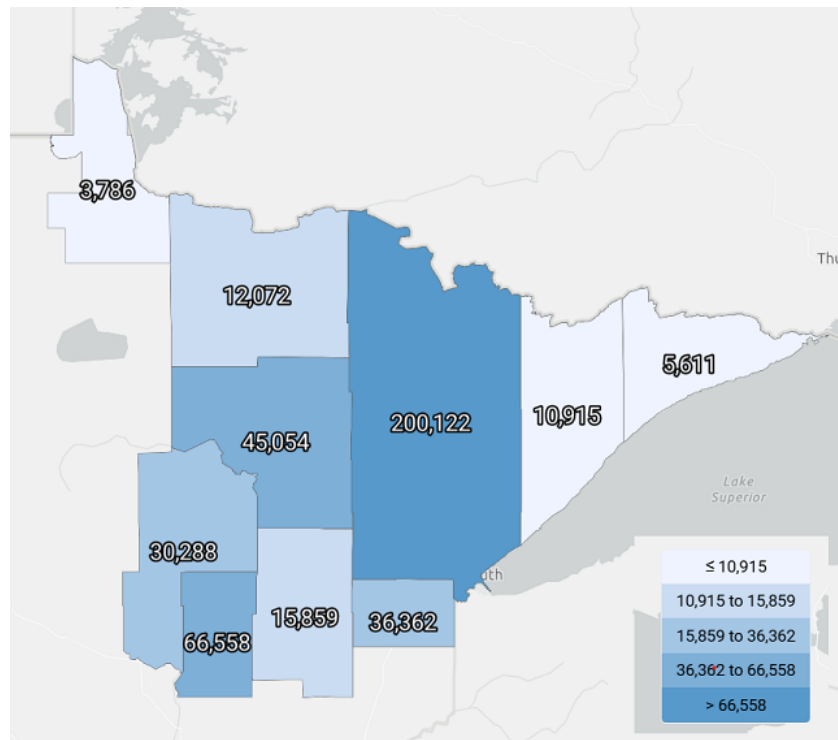 3,786
12,072
Thu
5,611
10,915
200,122
45,054
Lake
Superior
30,288
≤ 10,915
uth
10,915 to 15,859
15,859
36,362
15,859 to 36,362
66,558
36,362 to 66,558
> 66,558